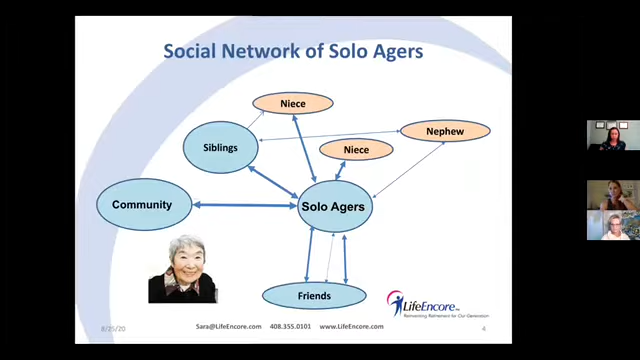 Social Network of Solo Agers
Niece
Nephew
Siblings
Niece
Community
Solo Agers
Friends
LifeEncore
Reinventing Retirement for Our Generation
8/25/20
Sara@LifeEncore.com 408.355.0101 www.LifeEncore.com
4